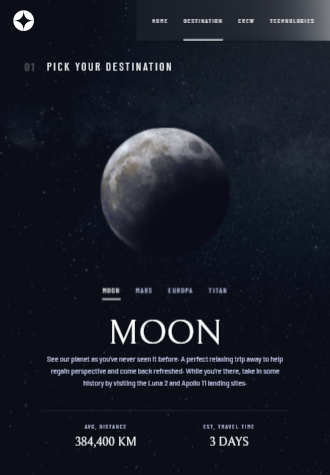 HOME DESTINATION CREW TECHNOLOGIES
01 PICK YOUR DESTINATION
MOON MARS EUROPA TITAN
MOON
See our planet as you've never seen it before. A perfect relaxing trip away to help
regain perspective and come back refreshed. While you're there, take in some
history by visiting the Luna 2 and Apollo 11 landing sites.
AVG. DISTANCE EST. TRAVEL TIME
384,400 KM 3 DAYS